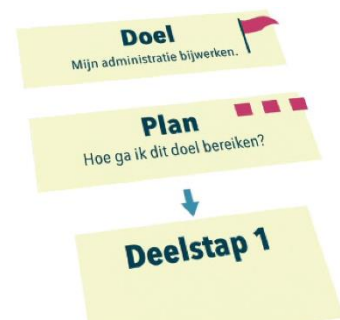 Doel
Mijn administratie bijwerken.
Plan
Hoe ga ik dit doel bereiken?
Deelstap 1